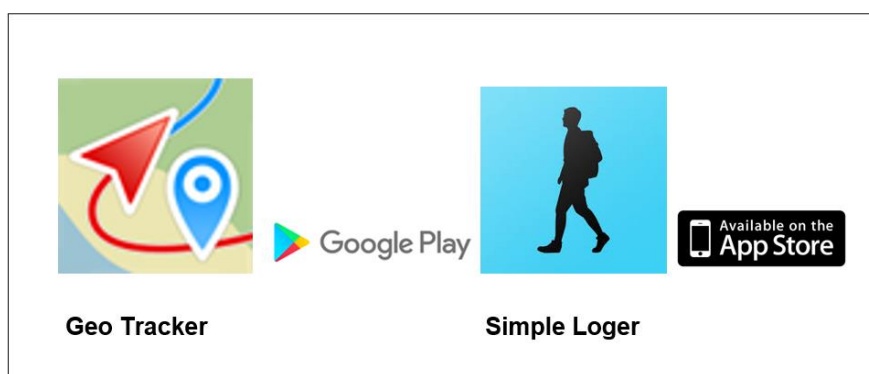 Google Play
Available on the
App Store
Geo Tracker
Simple Loger